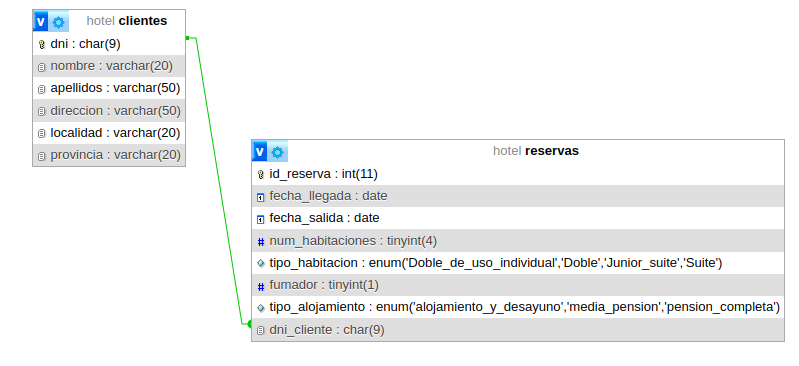 v hotel clientes
dni : char(9)
nombre : varchar(20)
apellidos : varchar(50)
direccion : varchar(50)
localidad : varchar(20)
provincia : varchar(20)
v hotel reservas
id_reserva : int(11)
fecha_llegada : date
fecha_salida : date
# num_habitaciones : tinyint(4)
tipo_habitacion : enum('Doble_de_uso_individual','Doble','Junior_suite','Suite')
# fumador : tinyint(1)
tipo_alojamiento : enum('alojamiento_y_desayuno','media_pension','pension_completa')
dni_cliente : char(9)